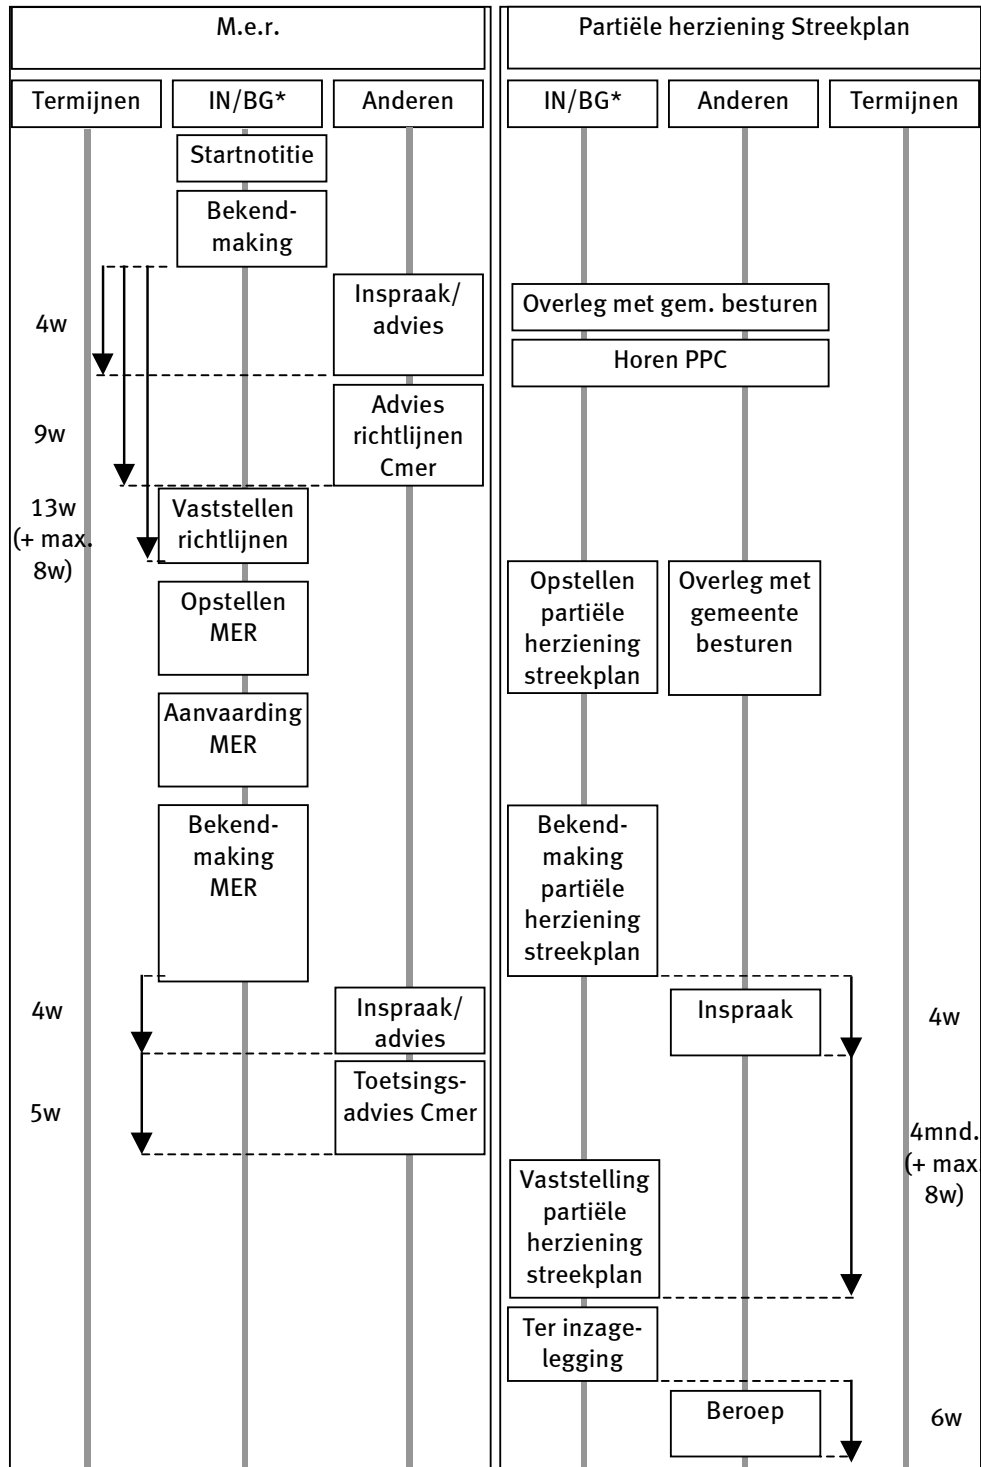 M.e.r.
Partiële herziening Streekplan
Termijnen
IN/BG*
Anderen
IN/BG*
Anderen
Termijnen
Startnotitie
Bekend-
making
Inspraak/
advies
4w
Overleg met gem. besturen
Horen PPC
Advies
richtlijnen
Cmer
9w
13w
(+ max.
8w)
Vaststellen
richtlijnen
Opstellen
MER
Opstellen
partiële
herziening
streekplan
Overleg met
gemeente
besturen
Aanvaarding
MER
Bekend-
making
MER
Bekend-
making
partiële
herziening
streekplan
4w
Inspraak/
advies
Inspraak
4w
5w
Toetsings-
advies Cmer
4mnd.
(+ max.
8w)
Vaststelling
partiële
herziening
streekplan
Ter inzage-
legging
Beroep
6w